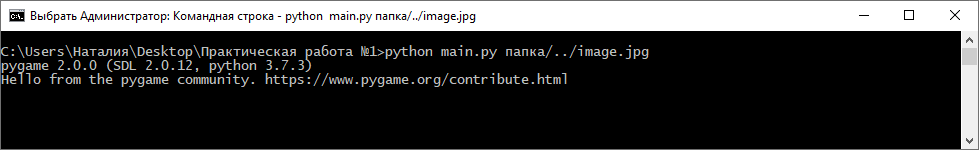 Выбрать Администратор: Командная строка - python  main.py папка/../image.jpg
C:\Users\Наталия\Desktop\Практическая работа №1>python main.py папка/../image.jpg
pygame 2.0.0 (SDL 2.0.12, python 3.7.3)
Hello from the pygame community. https://www.pygame.org/contribute.html